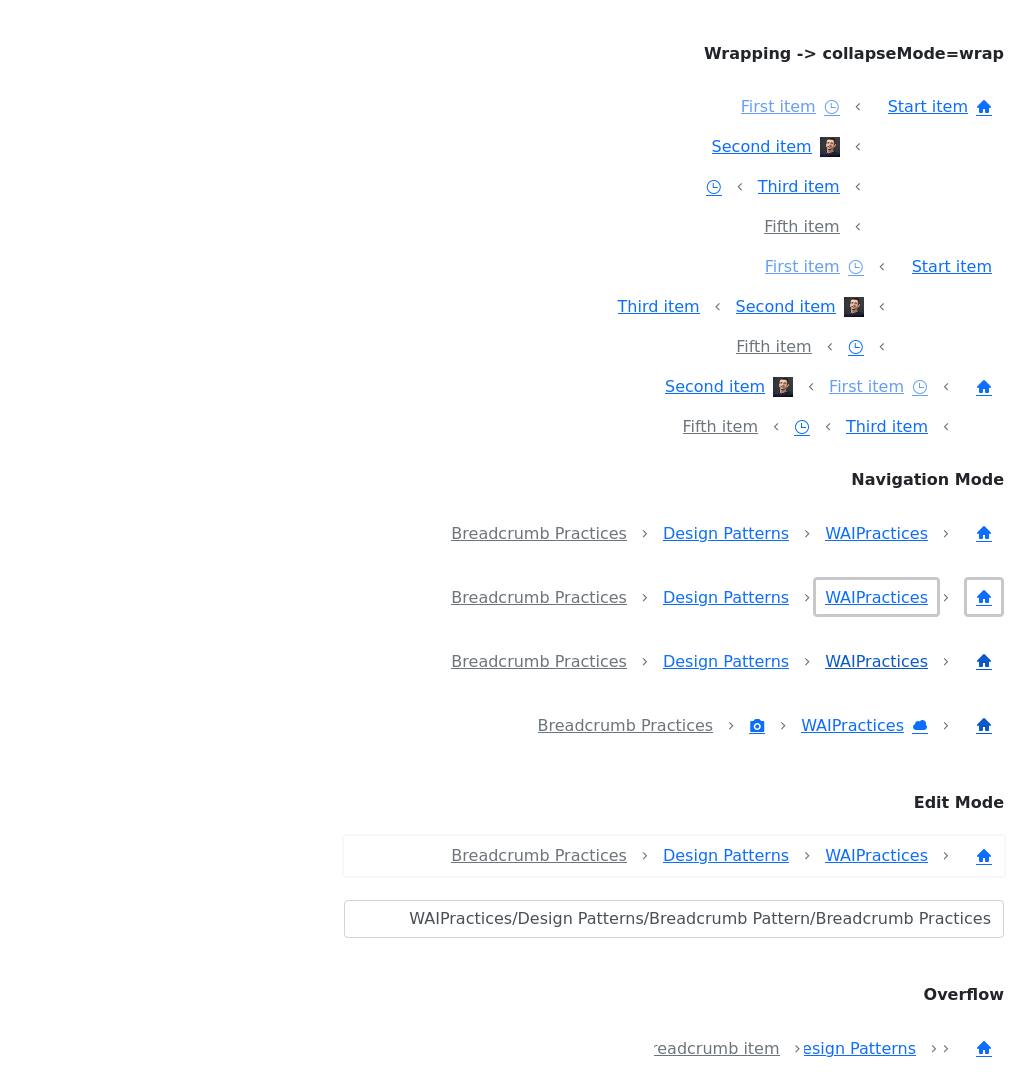 Wrapping -> collapseMode=wrap
Start item › First item
› Second item
› Third item ›
› Fifth item
Start item › First item
› Second item › Third item
› › Fifth item
› First item › Second item
› Third item › › Fifth item
Navigation Mode
› WAIPractices › Design Patterns › Breadcrumb Practices
› WAIPractices › Design Patterns › Breadcrumb Practices
› WAIPractices › Design Patterns › Breadcrumb Practices
› WAIPractices › › Breadcrumb Practices
Edit Mode
› WAIPractices › Design Patterns › Breadcrumb Practices
WAIPractices/Design Patterns/Breadcrumb Pattern/Breadcrumb Practices
Overflow
› › esign Patterns › readcrumb item